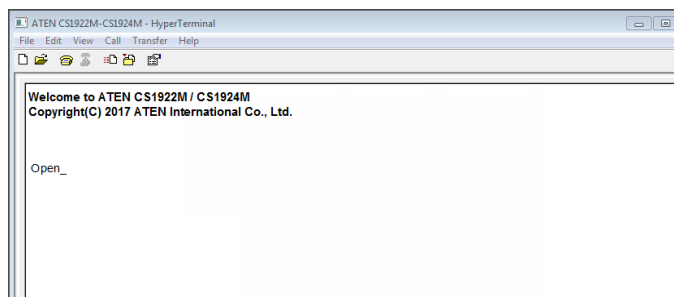 ATEN CS1922M-CS1924M - HyperTerminal
File Edit View Call Transfer Help
Welcome to ATEN CS1922M / CS1924M
Copyright(C) 2017 ATEN International Co., Ltd.
Open_